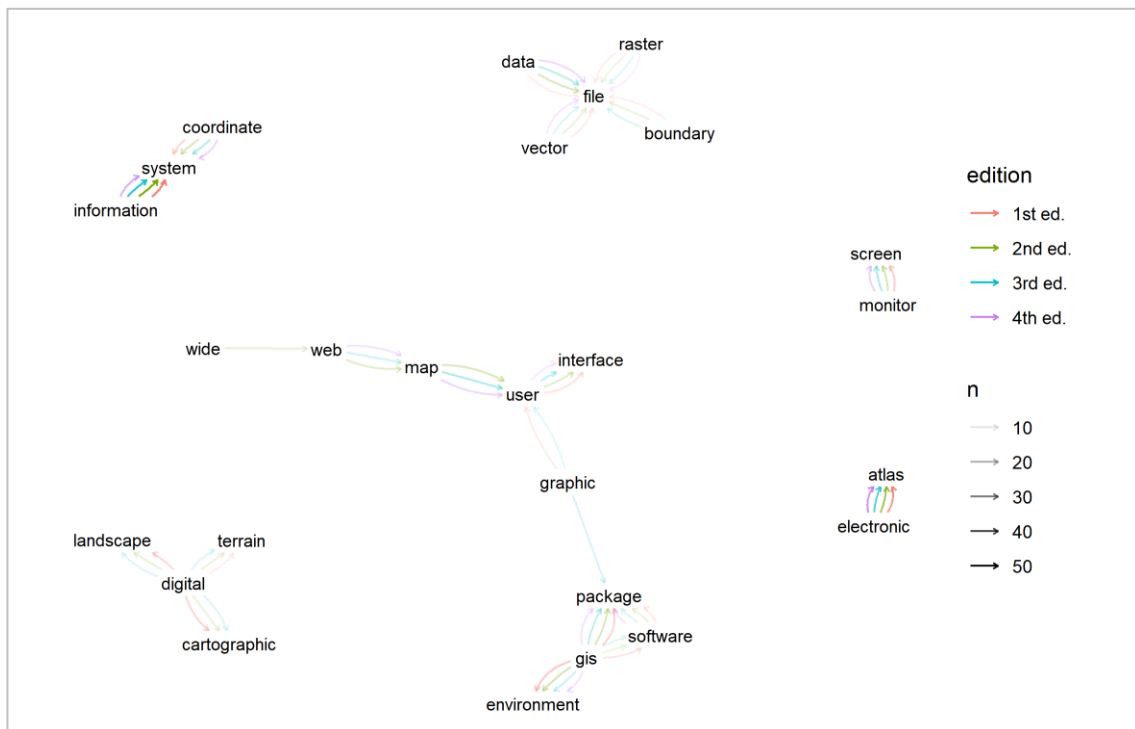 raster
data
file
coordinate
boundary
vector
system
edition
information
1st ed.
2nd ed.
screen
3rd ed.
monitor
4th ed.
wide
web
interface
map
user
n
10
20
graphic
atlas
30
electronic
40
landscape
terrain
50
digital
package
software
cartographic
gis
environment